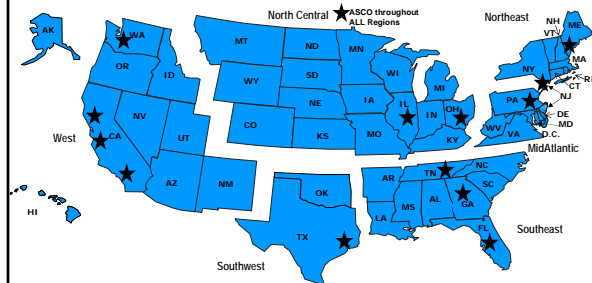 North Central
ASCO throughout
ALL Regions
Northeast
AK
WA
MT
ND
MN
NH
VT
ME
OR
ID
SD
WI
MI
NY
MA
RI
CT
WY
NE
IA
PA
NJ
NV
UT
CO
KS
MO
IL
IN
OH
WV
VA
DE
MD
D.C.
West
CA
KY
MidAtlantic
AZ
NM
OK
AR
TN
NC
SC
HI
TX
LA
MS
AL
GA
Southeast
FL
Southwest